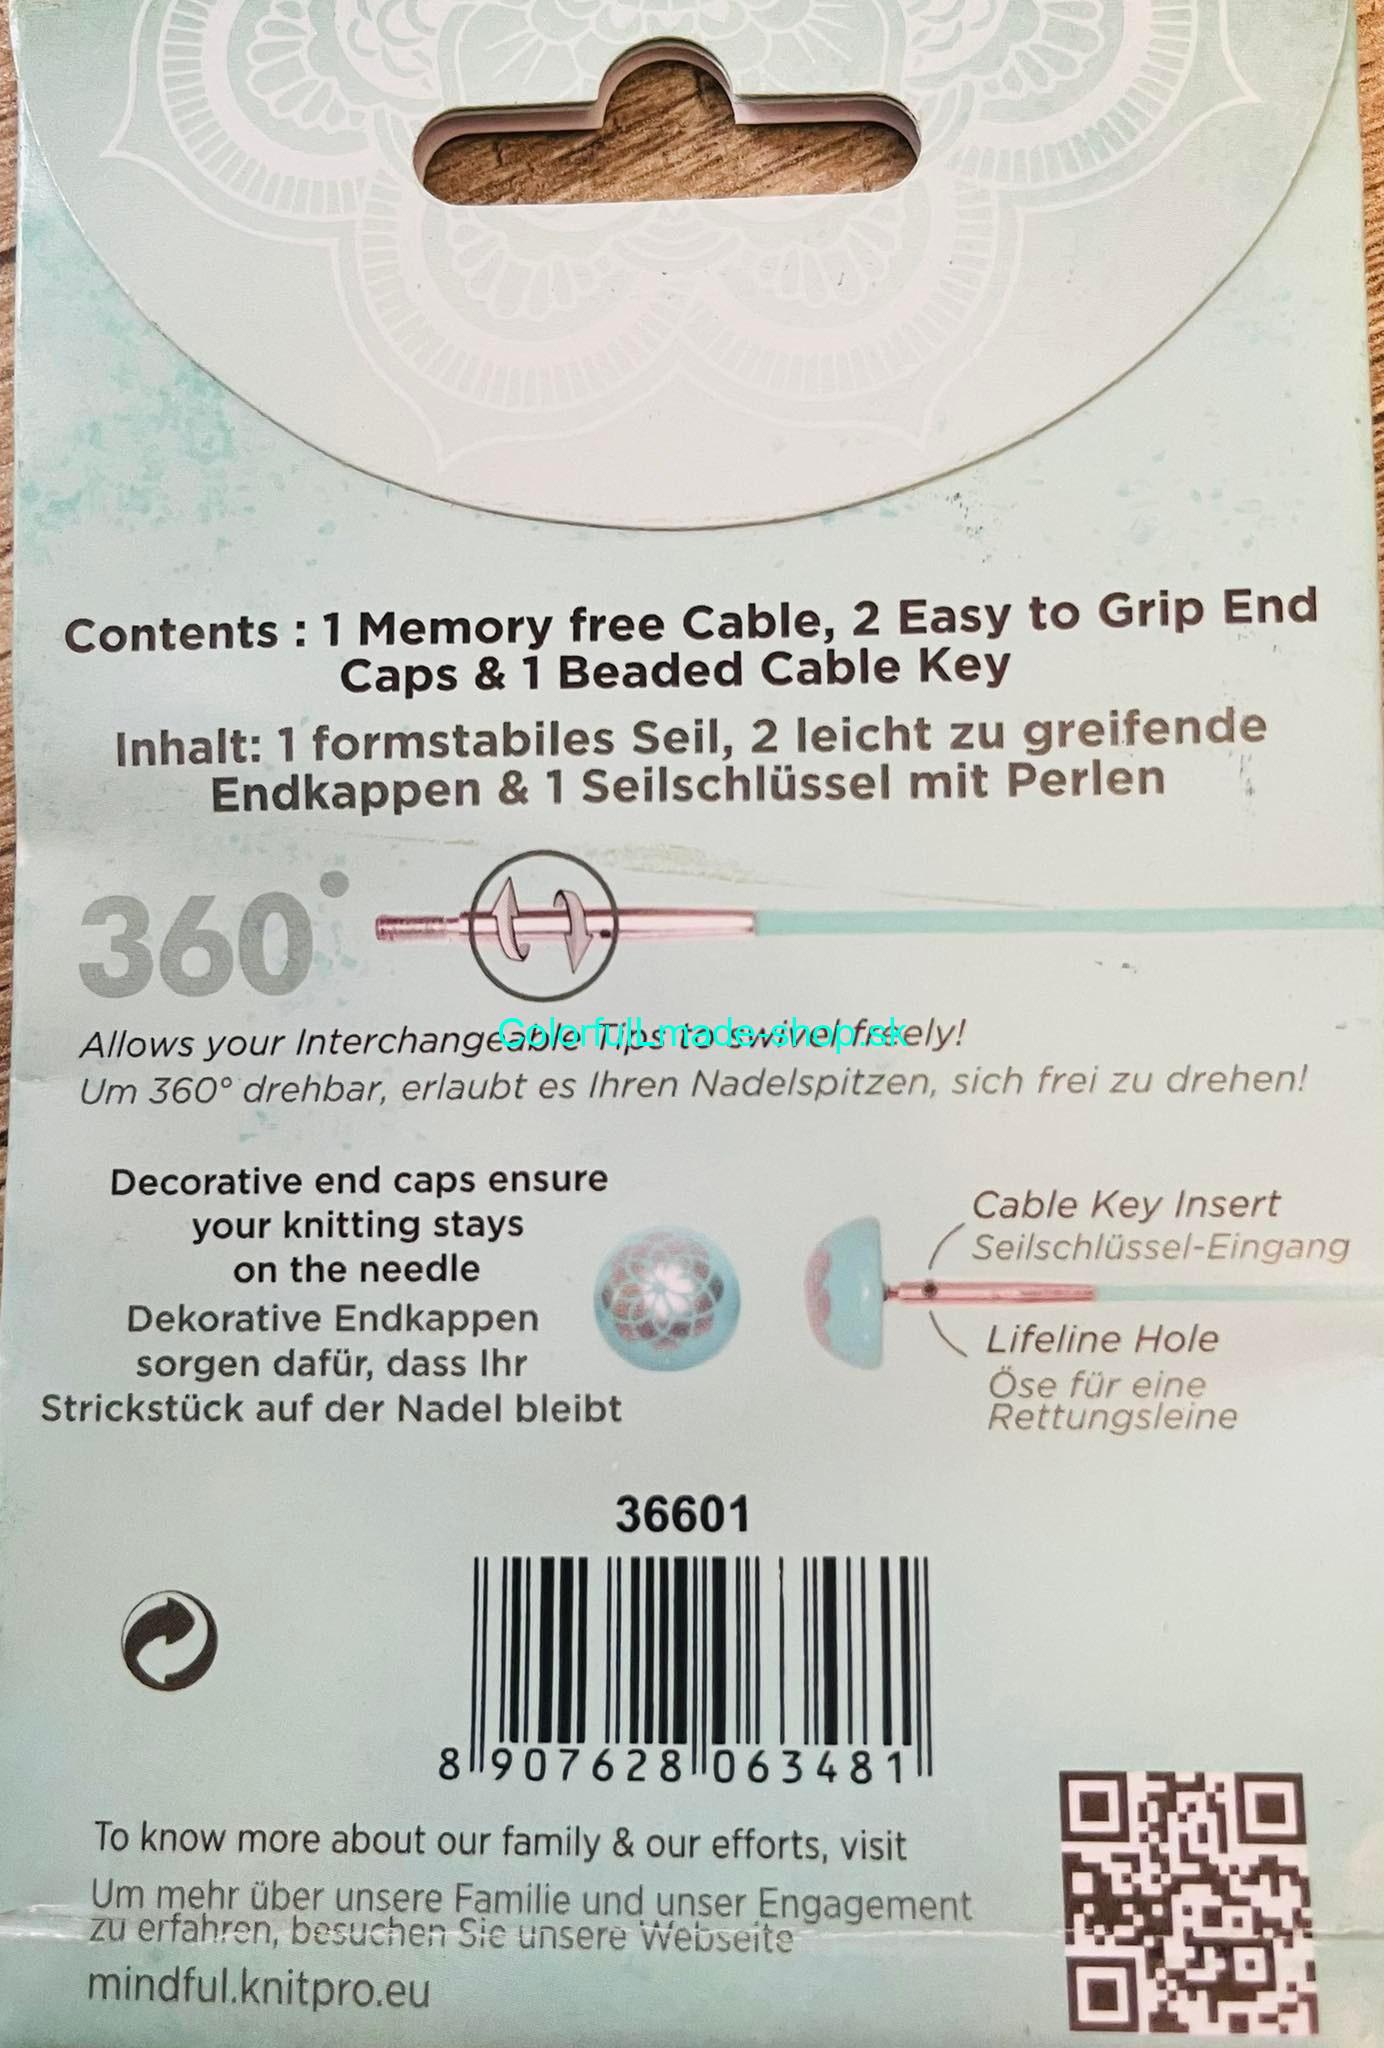 Contents : 1 Memory free Cable, 2 Easy to Grip End
Caps & 1 Beaded Cable Key
Inhalt: 1 formstabiles Seil, 2 leicht zu greifende
Endkappen & 1 Seilschlüssel mit Perlen
360°
Allows your Interchangeable Tips to swivel freely!
ColorfulLmade-shop.sk
Um 360° drehbar, erlaubt es Ihren Nadelspitzen, sich frei zu drehen!
Decorative end caps ensure
your knitting stays
on the needle
Dekorative Endkappen
sorgen dafür, dass Ihr
Strickstück auf der Nadel bleibt
Cable Key Insert
Seilschlüssel-Eingang
Lifeline Hole
Öse für eine
Rettungsleine
36601
8 907628 063481
To know more about our family & our efforts, visit
Um mehr über unsere Familie und unser Engagement
zu erfahren, besuchen Sie unsere Webseite
mindful.knitpro.eu